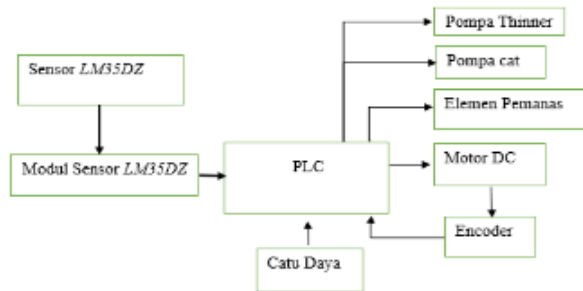 Pompa Thinner
Sensor LM35DZ
Pompa cat
Elemen Pemanas
Modul Sensor LM35DZ
PLC
Motor DC
Encoder
Catu Daya